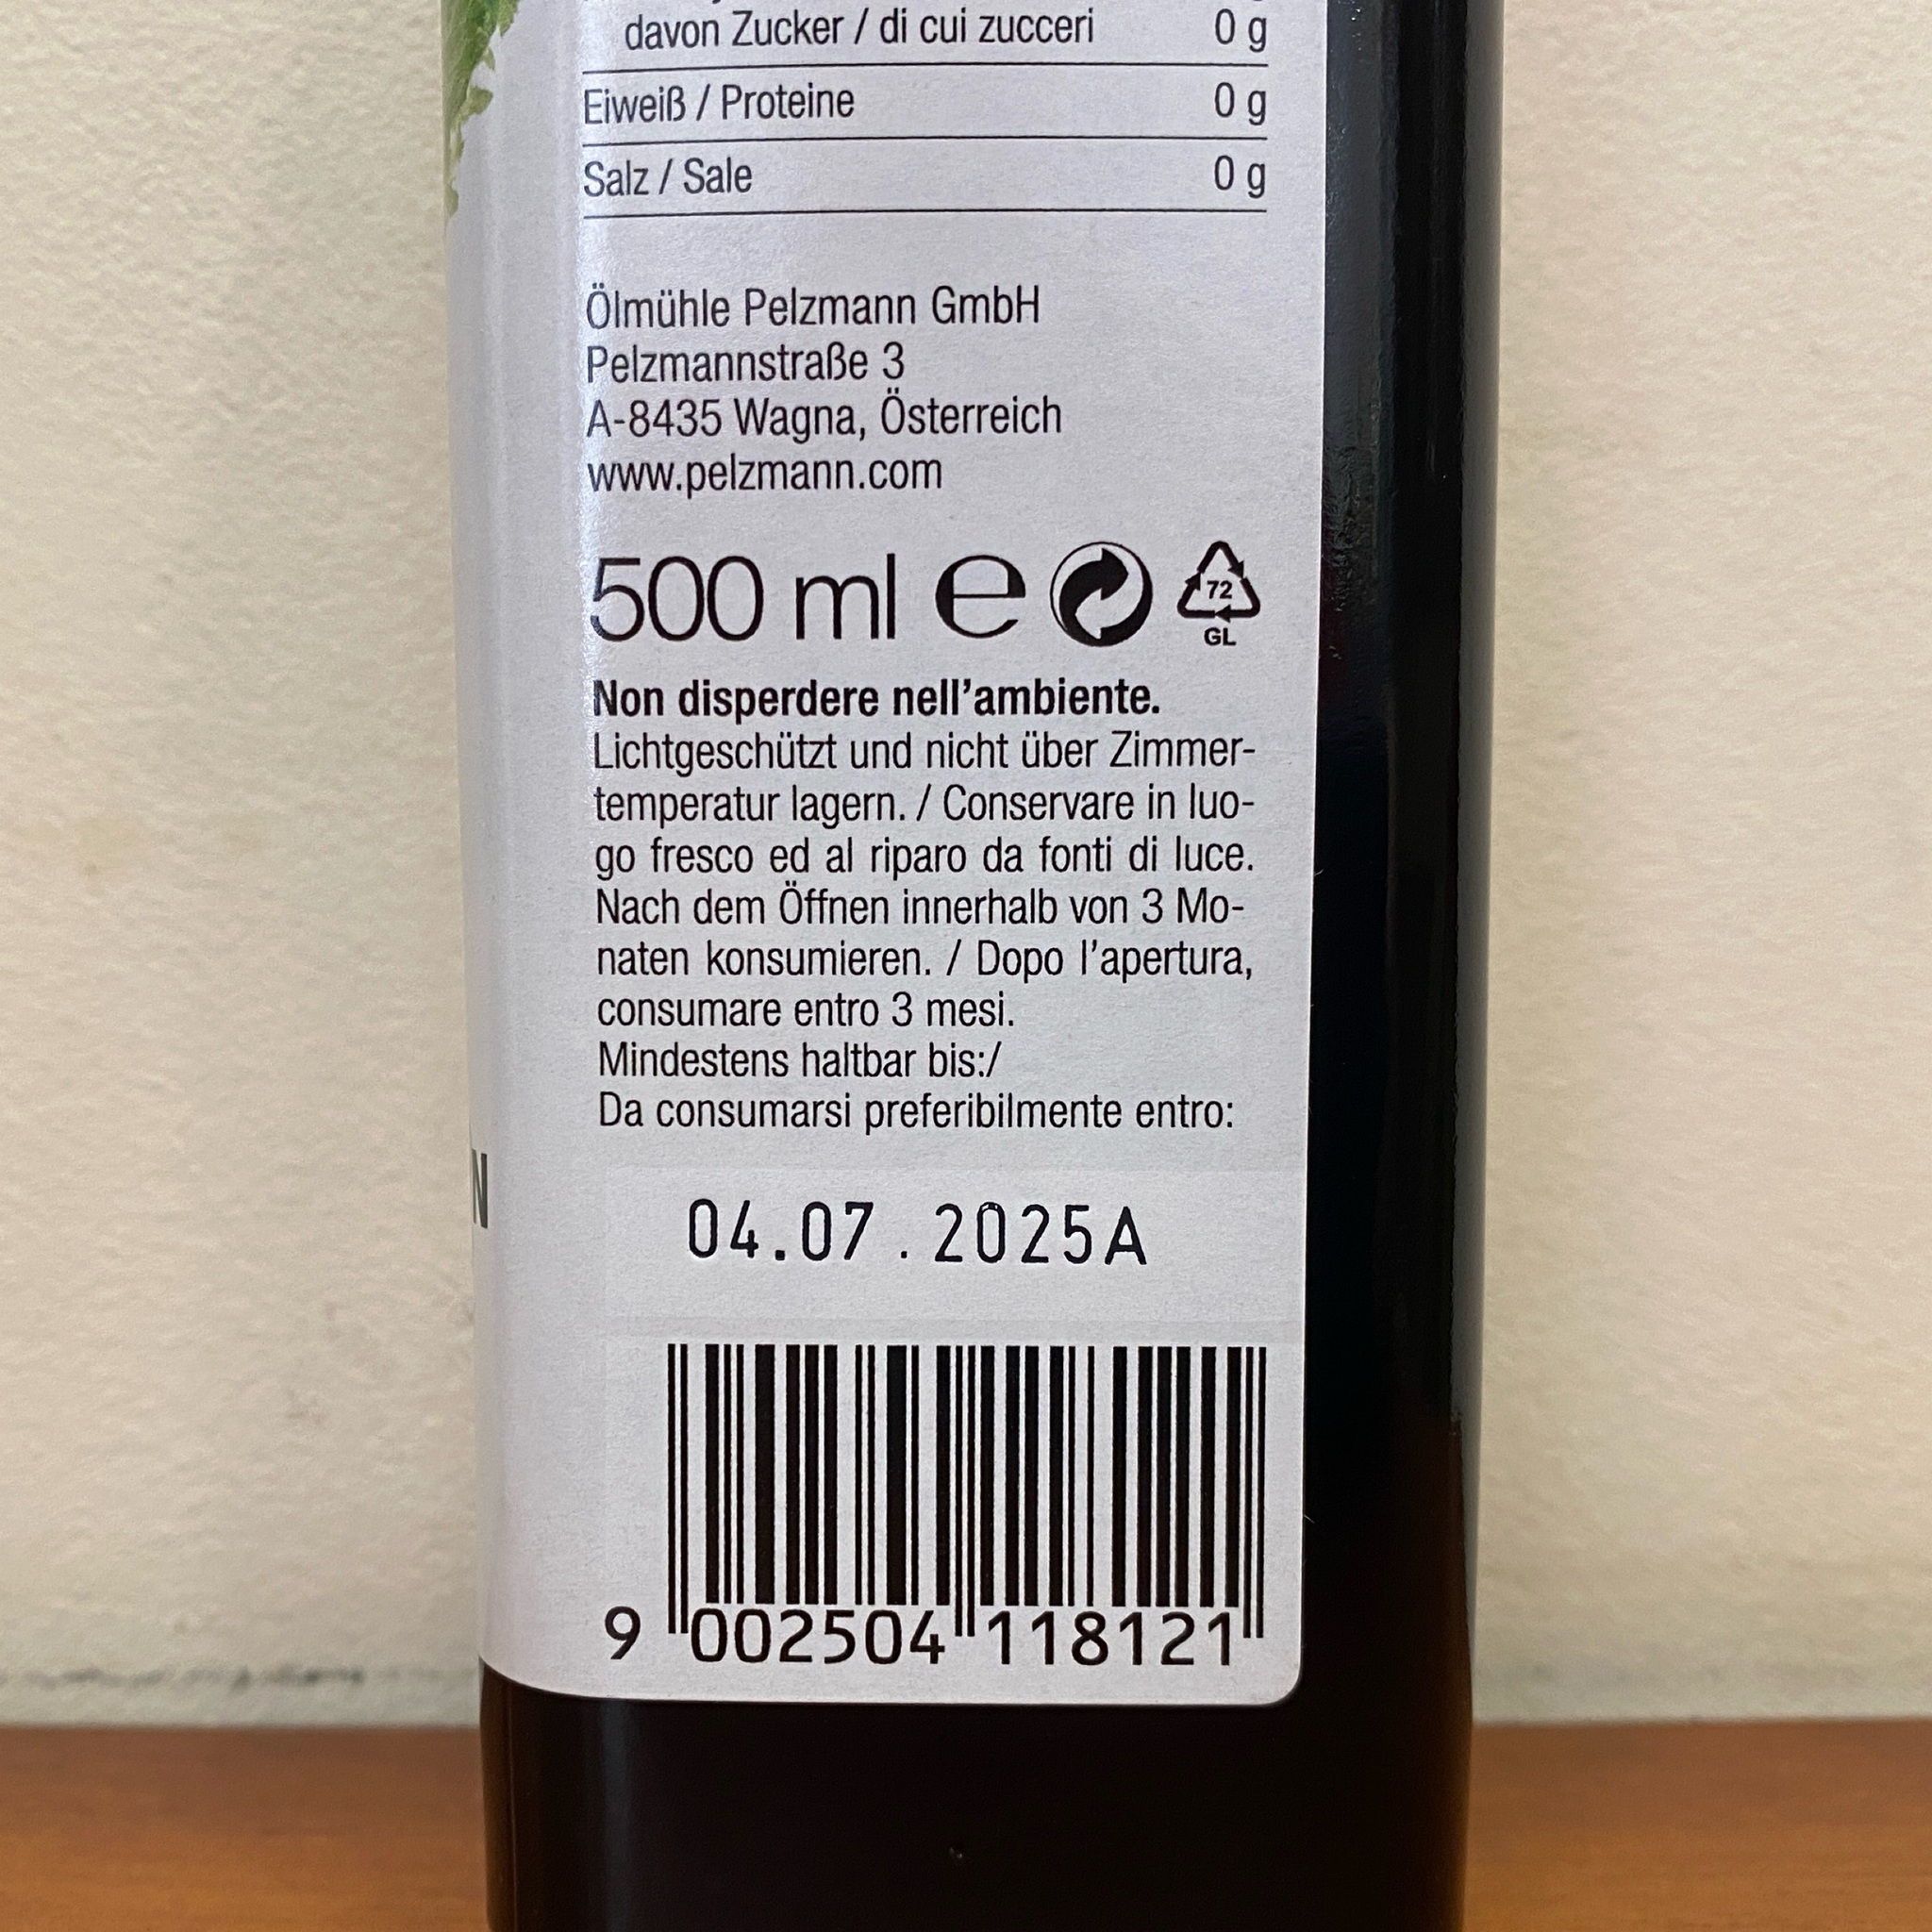 davon Zucker / di cui zucceri 0 g
Eiweiß / Proteine 0 g
Salz / Sale 0 g
Ölmühle Pelzmann GmbH
Pelzmannstraße 3
A-8435 Wagna, Österreich
www.pelzmann.com
500 ml e 72
GL
Non disperdere nell’ambiente.
Lichtgeschützt und nicht über Zimmer-
temperatur lagern. / Conservare in luo-
go fresco ed al riparo da fonti di luce.
Nach dem Öffnen innerhalb von 3 Mo-
naten konsumieren. / Dopo l’apertura,
consumare entro 3 mesi.
Mindestens haltbar bis:/
Da consumarsi preferibilmente entro:
N
04.07.2025A
9 002504 118121